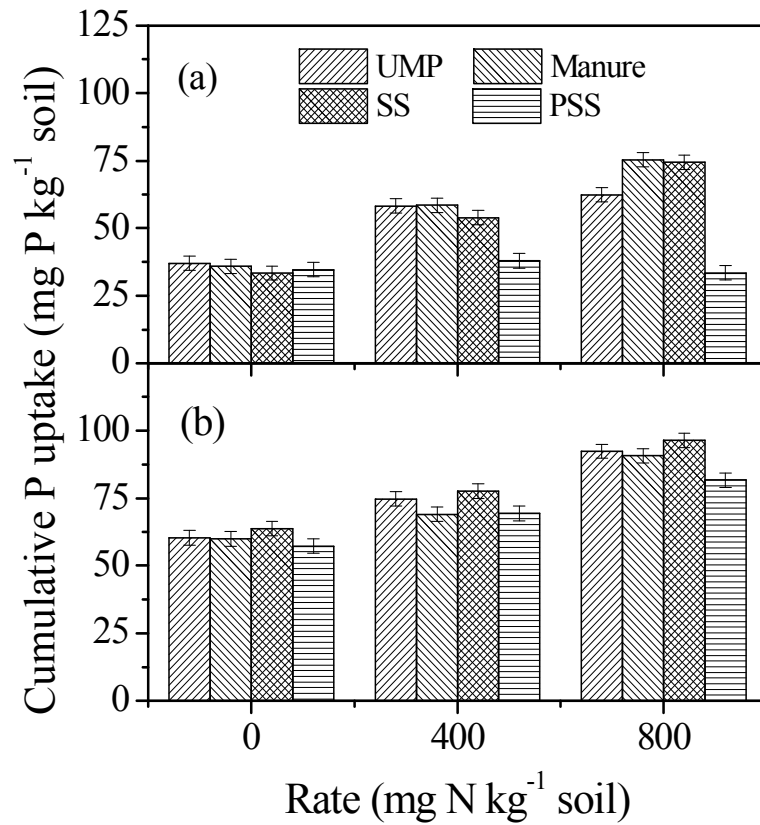 125
100
75
50
25
0
(a)
UMP
Manure
SS
PSS
100
75
50
25
0
(b)
Cumulative P uptake (mg P kg⁻¹ soil)
0
400
800
Rate (mg N kg⁻¹ soil)